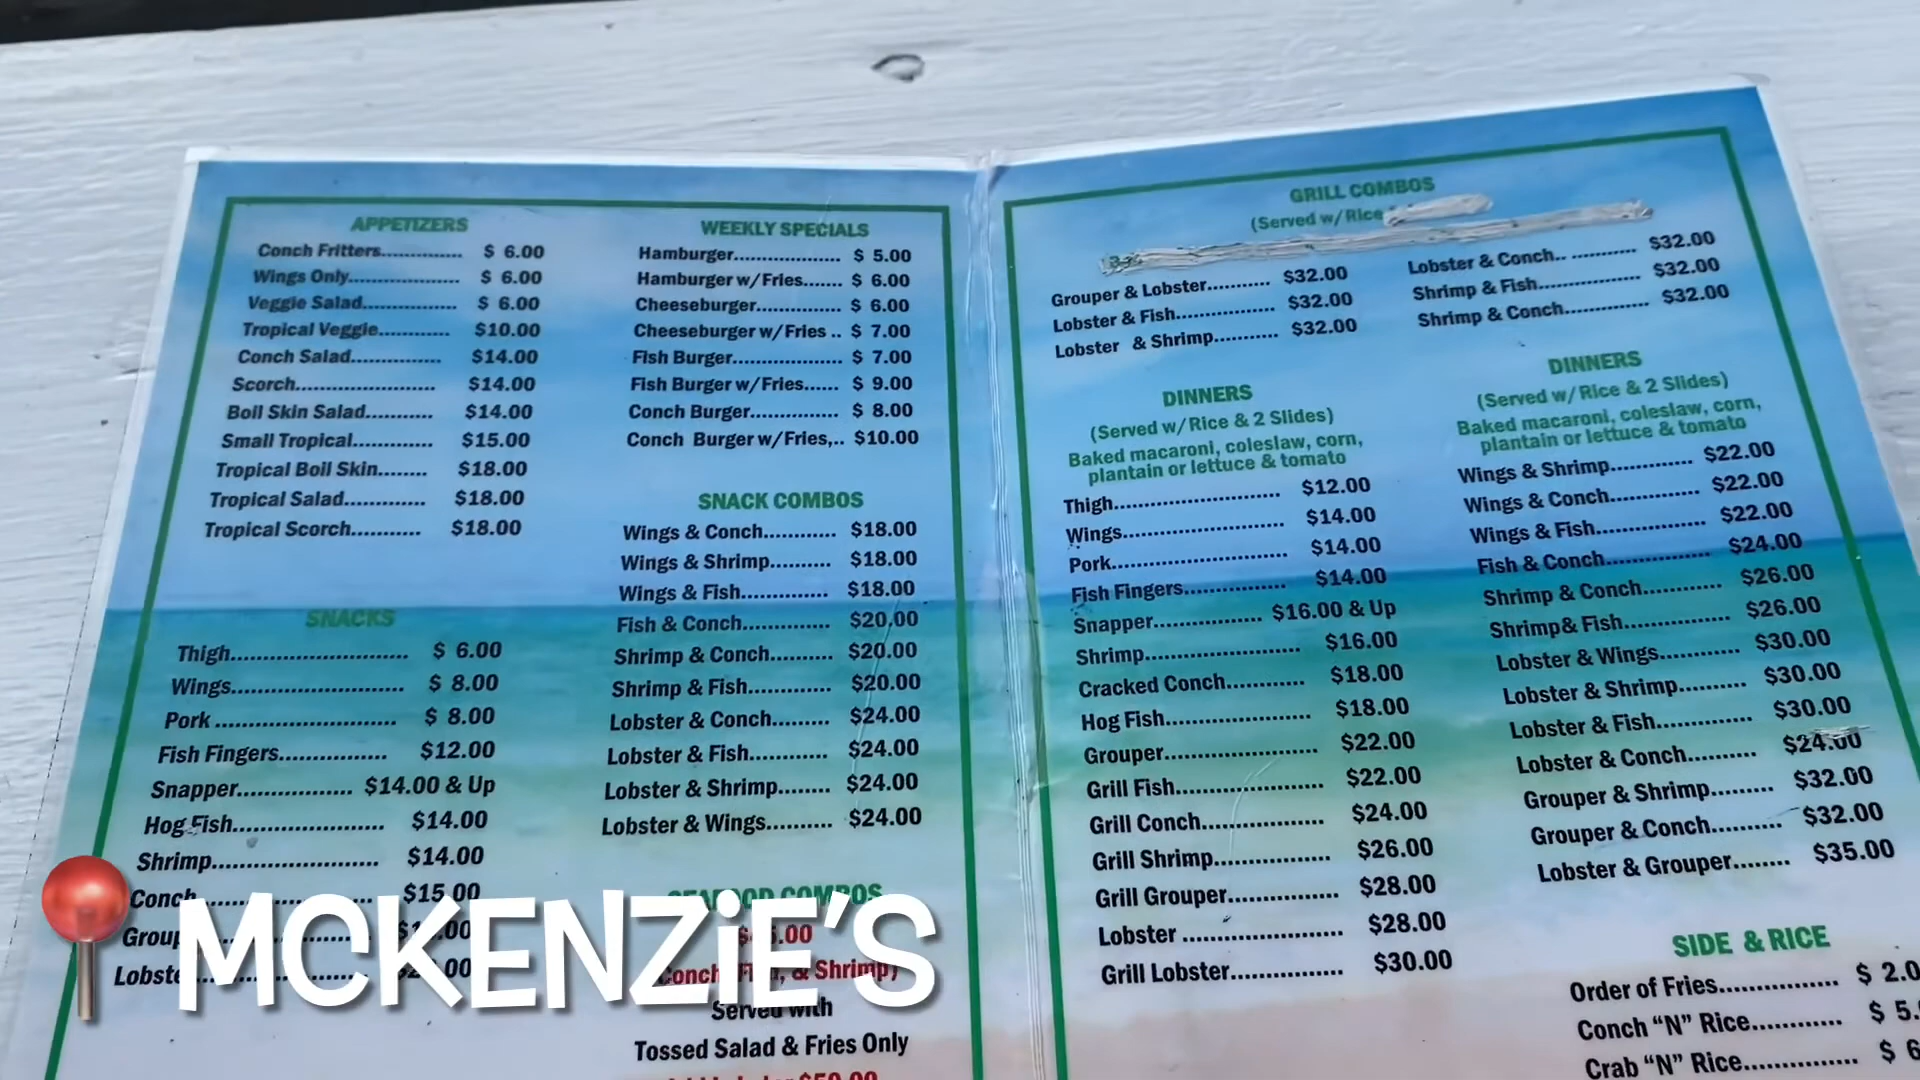 APPETIZERS
Conch Fritters.............. $ 6.00
Wings Only.................... $ 6.00
Veggie Salad.................. $ 6.00
Tropical Veggie............ $10.00
Conch Salad............... $14.00
Scorch........................ $14.00
Boil Skin Salad........... $14.00
Small Tropical............. $15.00
Tropical Boil Skin........ $18.00
Tropical Salad............. $18.00
Tropical Scorch........... $18.00
SNACKS
Thigh............................ $ 6.00
Wings........................... $ 8.00
Pork ............................ $ 8.00
Fish Fingers................ $12.00
Snapper................. $14.00 & Up
Hog Fish...................... $14.00
Shrimp........................ $14.00
Conch......................... $15.00
WEEKLY SPECIALS
Hamburger.................. $ 5.00
Hamburger w/Fries....... $ 6.00
Cheeseburger.............. $ 6.00
Cheeseburger w/Fries .. $ 7.00
Fish Burger.................. $ 7.00
Fish Burger w/Fries...... $ 9.00
Conch Burger............... $ 8.00
Conch Burger w/Fries,.. $10.00
SNACK COMBOS
Wings & Conch............ $18.00
Wings & Shrimp.......... $18.00
Wings & Fish............... $18.00
Fish & Conch............... $20.00
Shrimp & Conch.......... $20.00
Shrimp & Fish............. $20.00
Lobster & Conch......... $24.00
Lobster & Fish............ $24.00
Lobster & Shrimp........ $24.00
Lobster & Wings.......... $24.00
SEAFOOD COMBOS
& Shrimp)
Served with
Tossed Salad & Fries Only
GRILL COMBOS
(Served w/Rice
Grouper & Lobster........... $32.00
Lobster & Fish................. $32.00
Lobster & Shrimp........... $32.00
Lobster & Conch.. ........... $32.00
Shrimp & Fish.................. $32.00
Shrimp & Conch.............. $32.00
DINNERS
(Served w/Rice & 2 Slides)
Baked macaroni, coleslaw, corn,
plantain or lettuce & tomato
Thigh............................. $12.00
Wings............................ $14.00
Pork.............................. $14.00
Fish Fingers................. $14.00
Snapper................. $16.00 & Up
Shrimp.......................... $16.00
Cracked Conch............ $18.00
Hog Fish....................... $18.00
Grouper........................ $22.00
Grill Fish....................... $22.00
Grill Conch................... $24.00
Grill Shrimp.................. $26.00
Grill Grouper................ $28.00
Lobster ........................ $28.00
Grill Lobster................. $30.00
DINNERS
(Served w/Rice & 2 Slides)
Baked macaroni, coleslaw, corn,
plantain or lettuce & tomato
Wings & Shrimp............. $22.00
Wings & Conch.............. $22.00
Wings & Fish................. $22.00
Fish & Conch................. $24.00
Shrimp & Conch............ $26.00
Shrimp& Fish................ $26.00
Lobster & Wings............ $30.00
Lobster & Shrimp.......... $30.00
Lobster & Fish............... $30.00
Lobster & Conch........... $24.00
Grouper & Shrimp......... $32.00
Grouper & Conch.......... $32.00
Lobster & Grouper........ $35.00
SIDE & RICE
Order of Fries.................. $ 2.0
Conch “N” Rice............. $ 5.
Crab “N” Rice............... $ 6
📍MCKENZiE’S